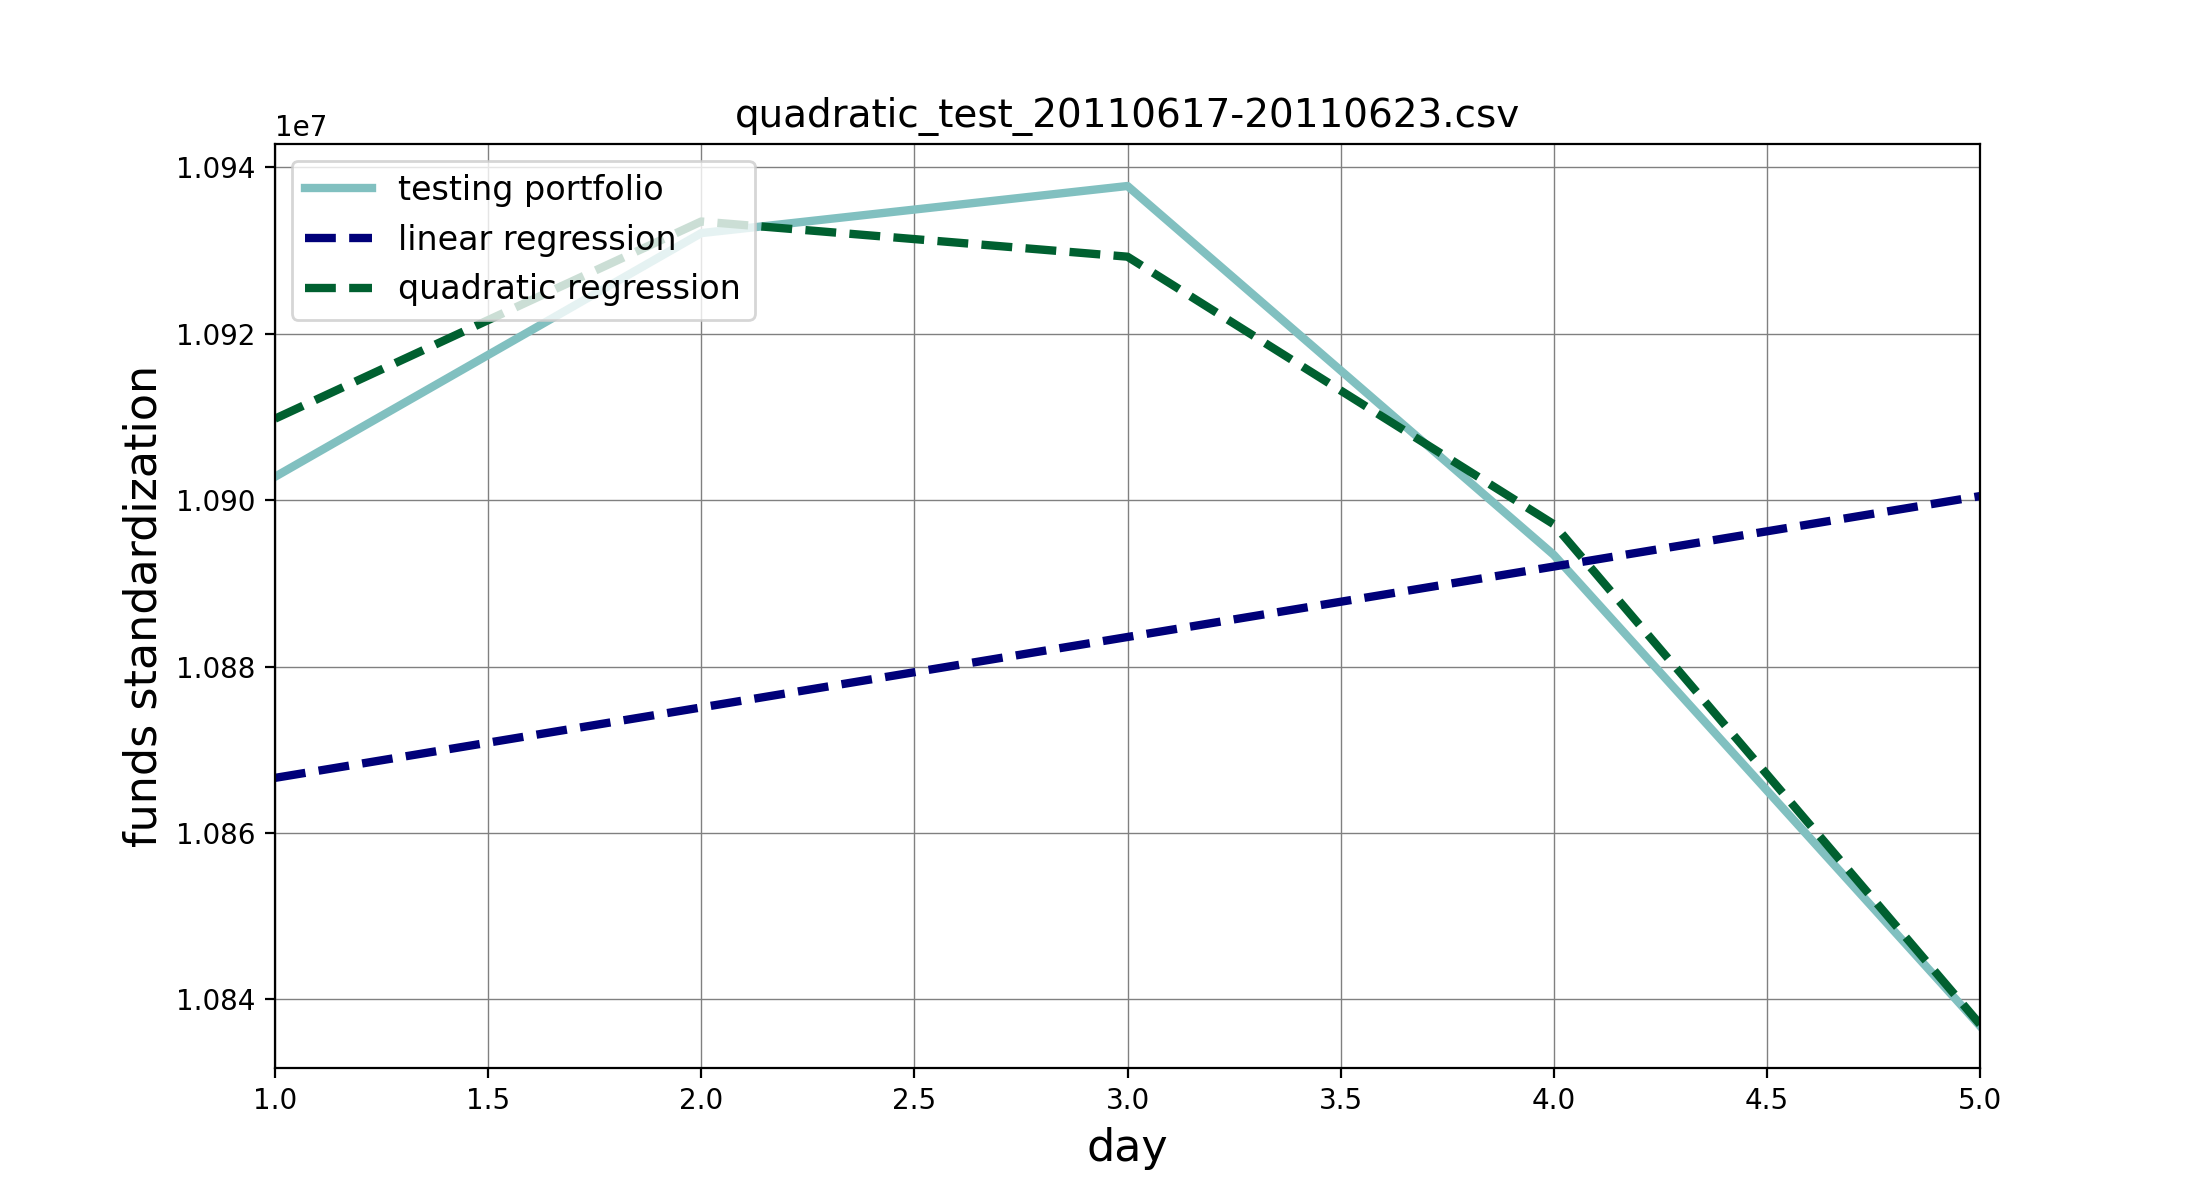 quadratic_test_20110617-20110623.csv
1e7
testing portfolio
linear regression
quadratic regression
funds standardization
1.094
1.092
1.090
1.088
1.086
1.084
1.0 1.5 2.0 2.5 3.0 3.5 4.0 4.5 5.0
day